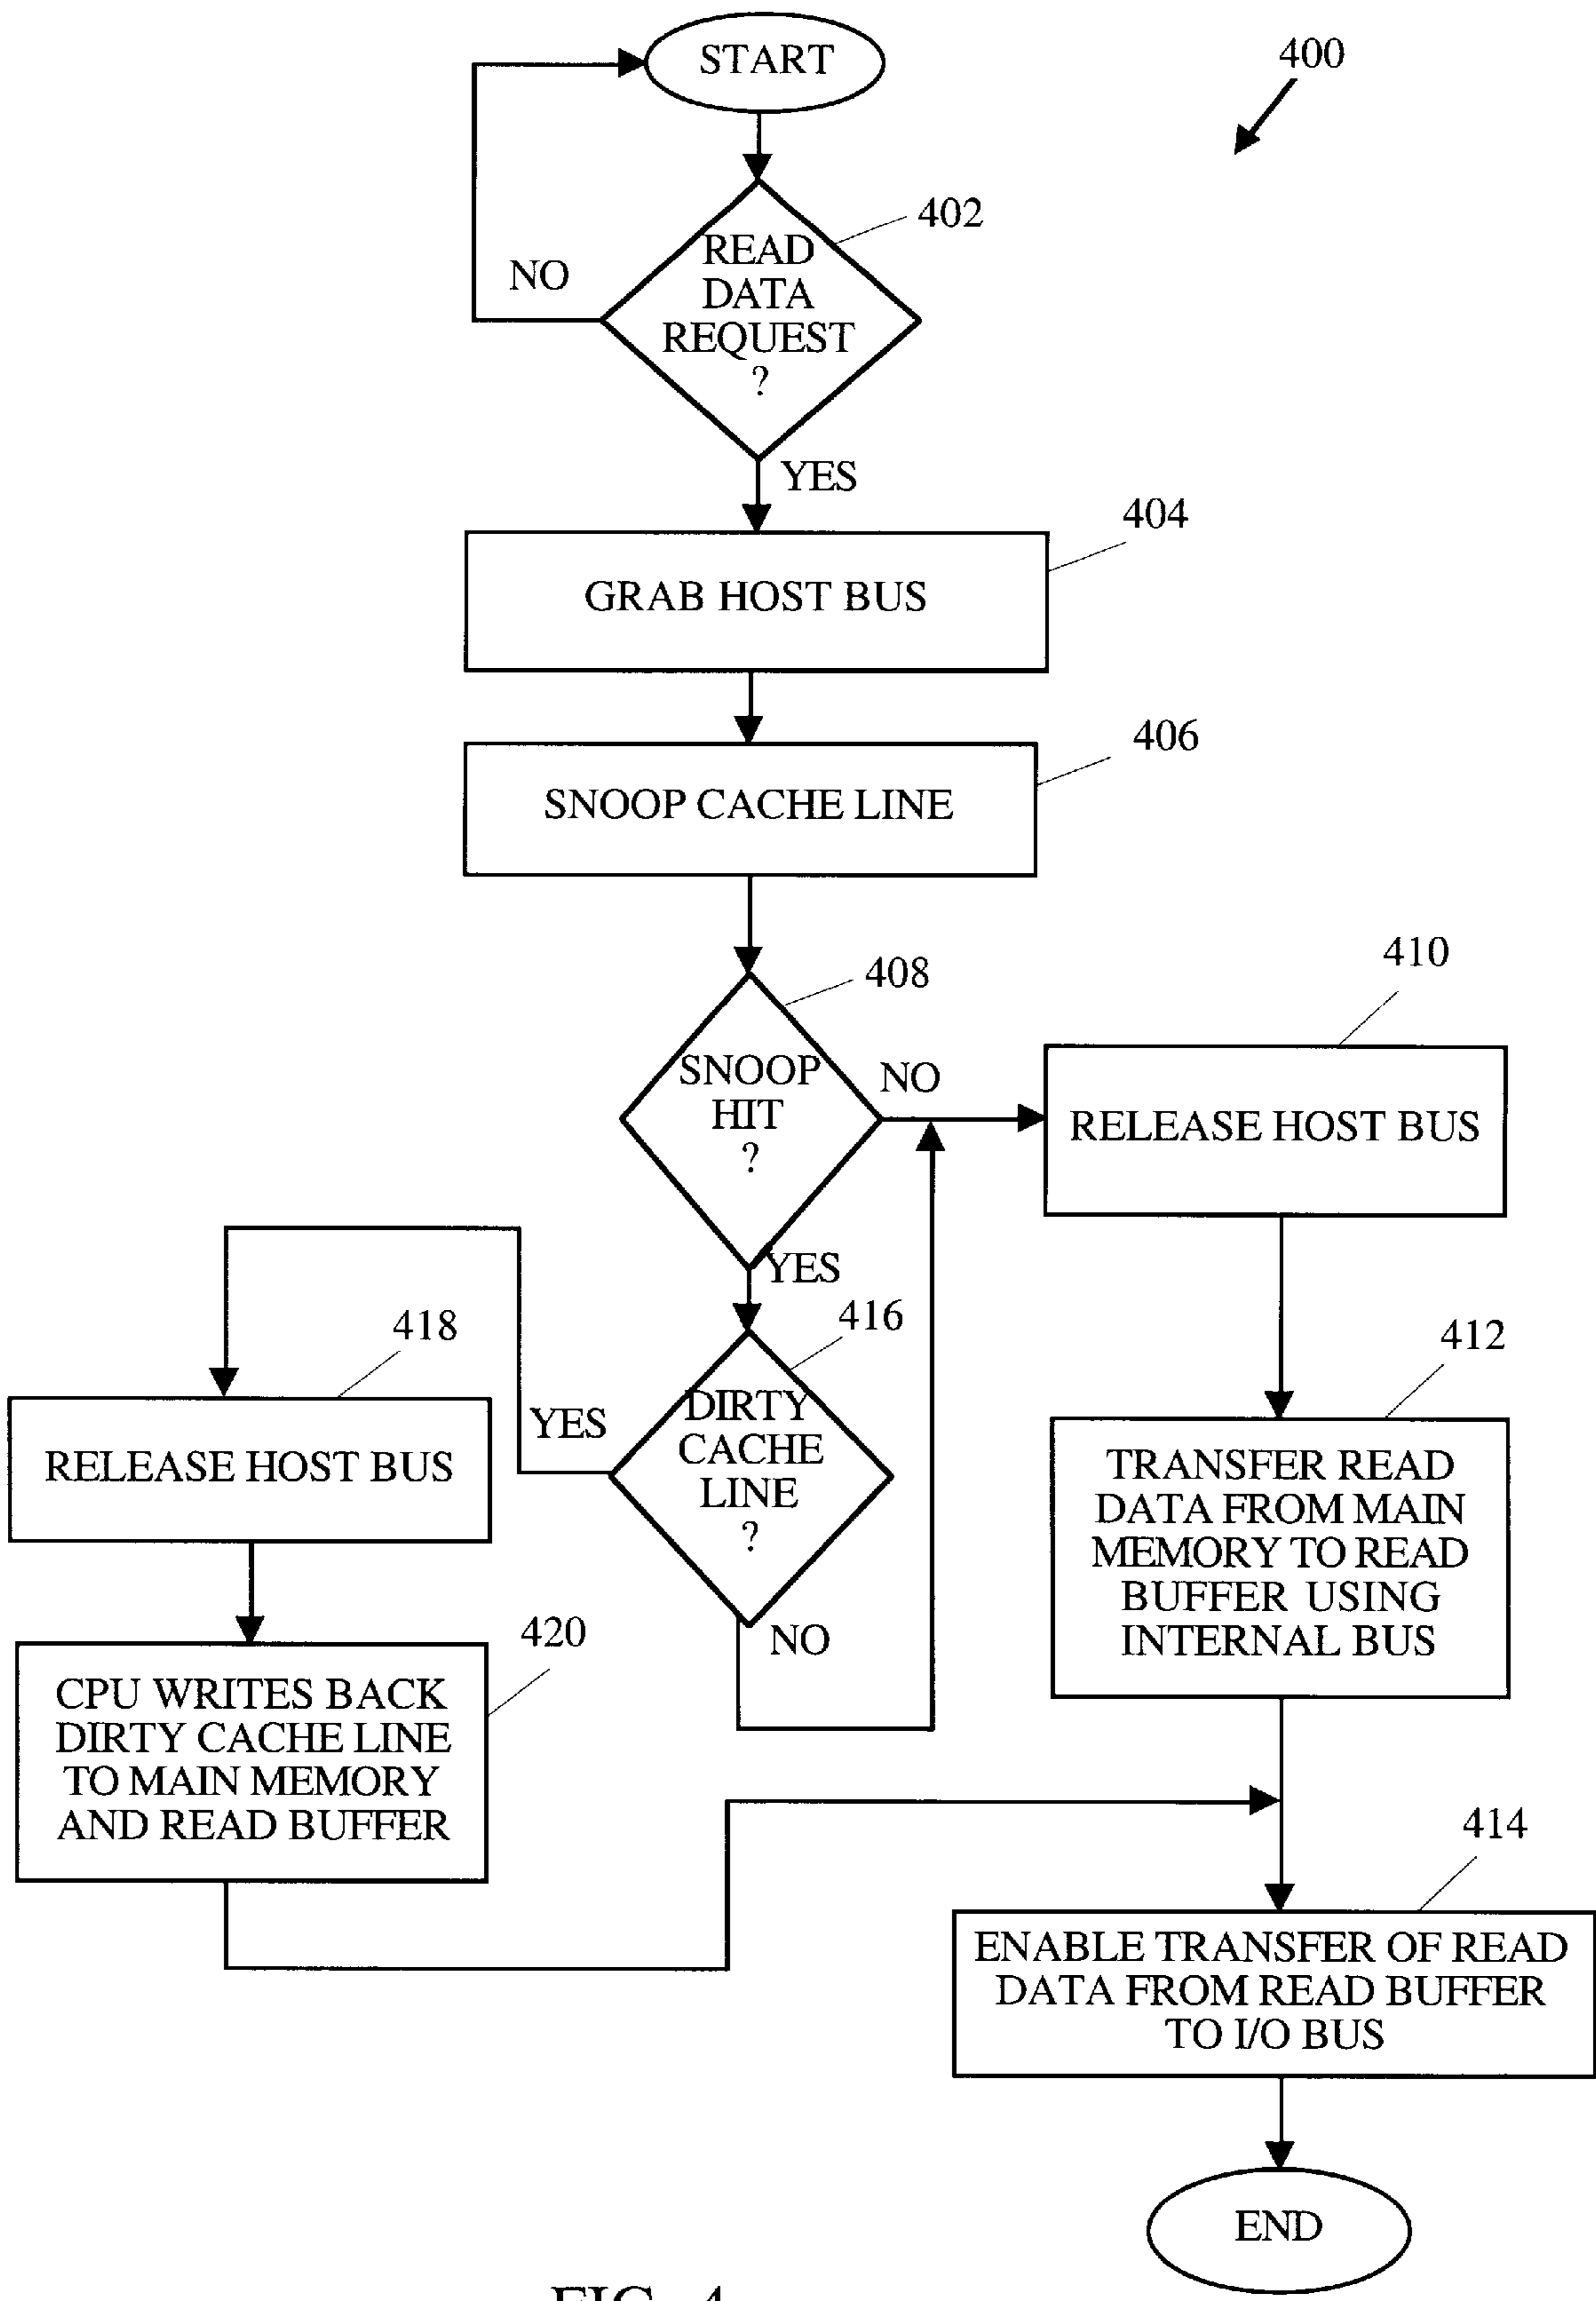 START
400
402
READ
DATA
REQUEST
?
NO
YES
404
GRAB HOST BUS
406
SNOOP CACHE LINE
408
SNOOP
HIT
?
NO
410
RELEASE HOST BUS
YES
416
DIRTY
CACHE
LINE
?
YES
NO
418
RELEASE HOST BUS
412
TRANSFER READ
DATA FROM MAIN
MEMORY TO READ
BUFFER USING
INTERNAL BUS
420
CPU WRITES BACK
DIRTY CACHE LINE
TO MAIN MEMORY
AND READ BUFFER
414
ENABLE TRANSFER OF READ
DATA FROM READ BUFFER
TO I/O BUS
END